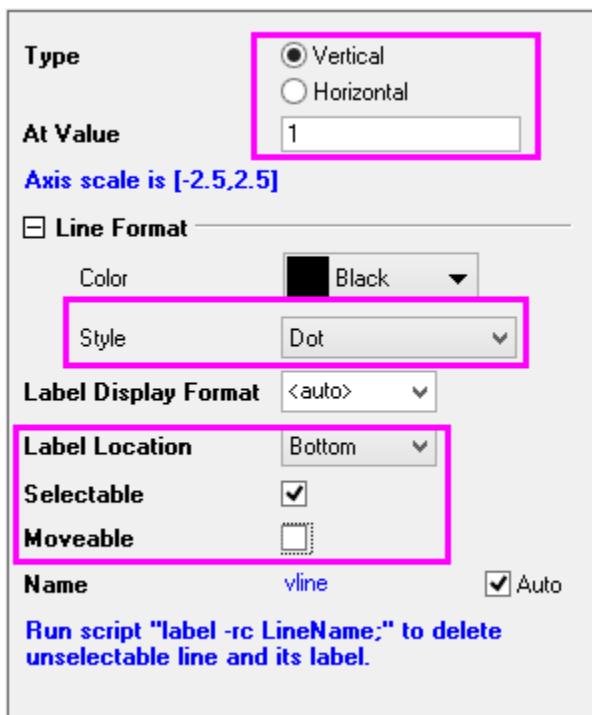 Type Vertical
Horizontal
At Value 1
Axis scale is [-2.5,2.5]
Line Format
Color Black
Style Dot
Label Display Format <auto>
Label Location Bottom
Selectable
Moveable
Name vline Auto
Run script "label -rc LineName;" to delete
unselectable line and its label.